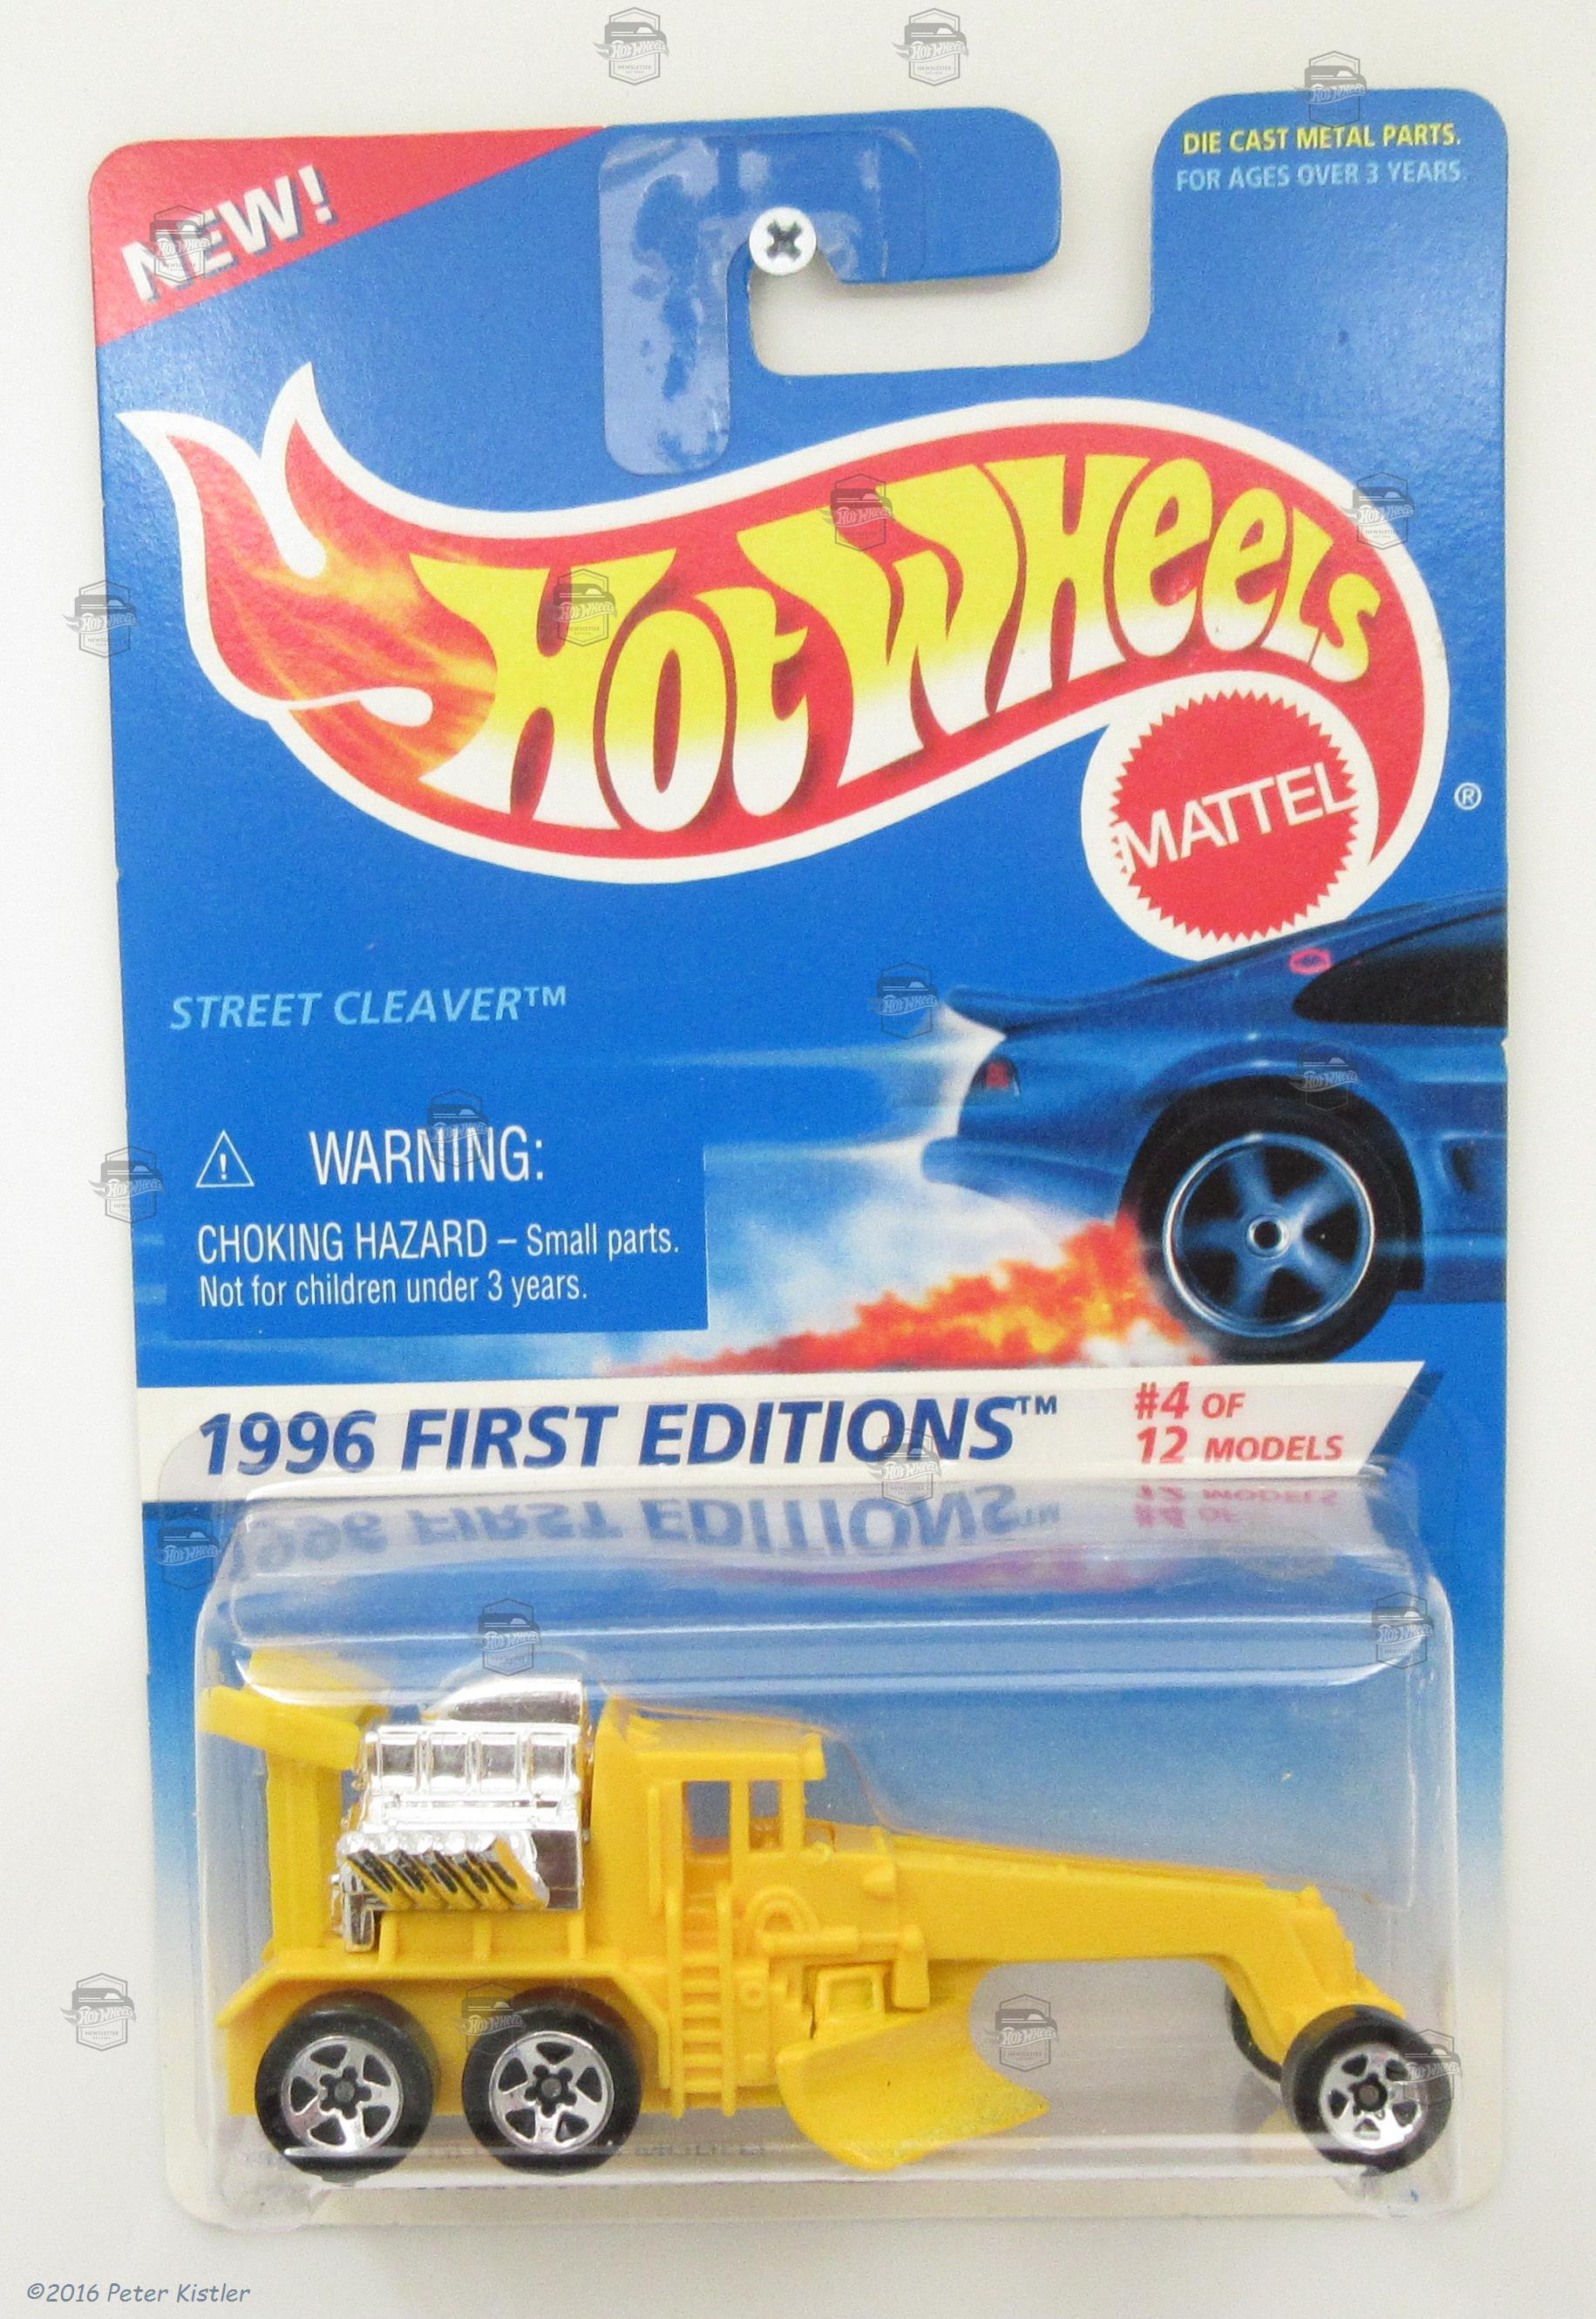 DIE CAST METAL PARTS.
FOR AGES OVER 3 YEARS.
NEW!
HOT WHEELS
MATTEL
®
STREET CLEAVER™
WARNING:
CHOKING HAZARD – Small parts.
Not for children under 3 years.
1996 FIRST EDITIONS™
#4 OF
12 MODELS
©2016 Peter Kistler